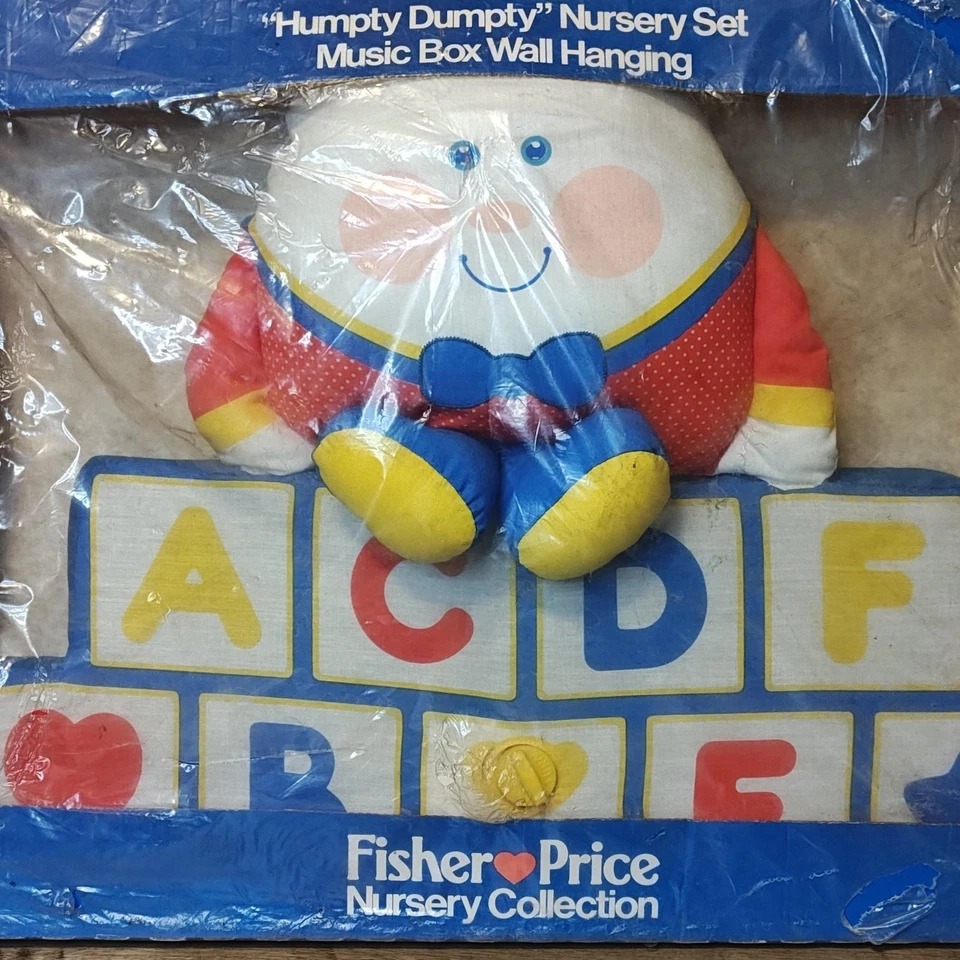 “Humpty Dumpty” Nursery Set
Music Box Wall Hanging
A C D F
B E
Fisher Price
Nursery Collection